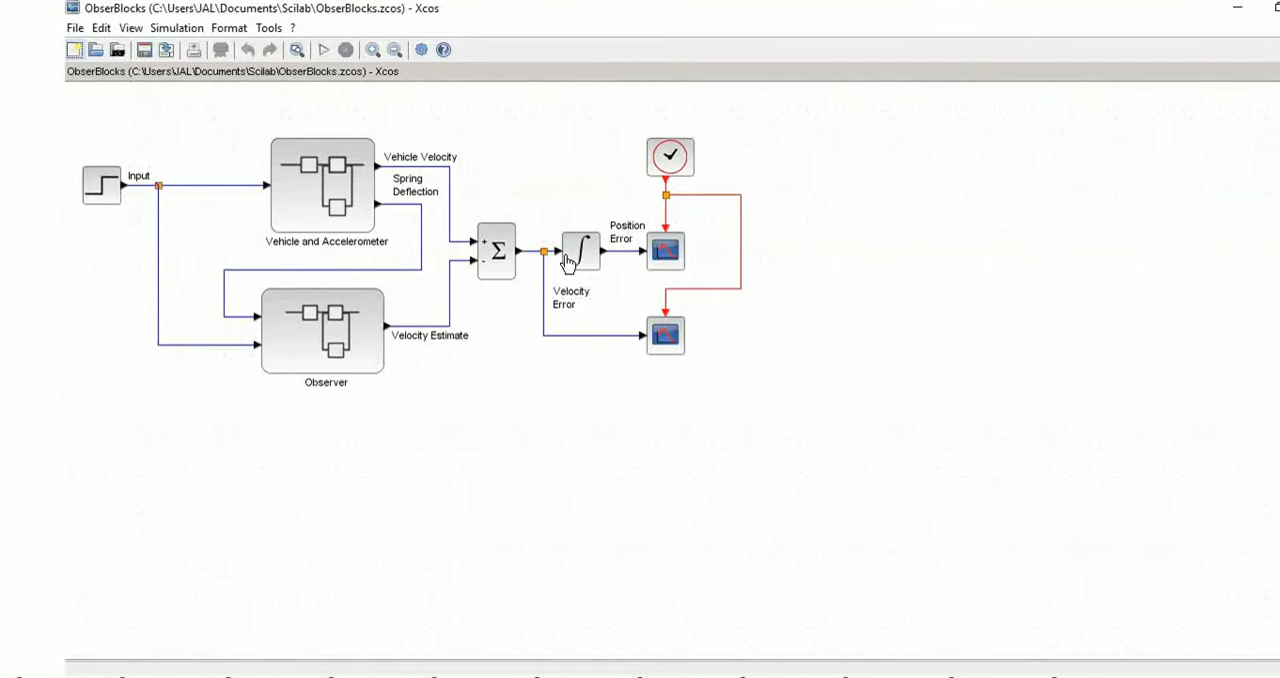 ObserBlocks (C:\Users\JAL\Documents\Scilab\ObserBlocks.zcos) - Xcos
File Edit View Simulation Format Tools ?
ObserBlocks (C:\Users\JAL\Documents\Scilab\ObserBlocks.zcos) - Xcos
Input
Vehicle Velocity
Spring
Deflection
Vehicle and Accelerometer
+
-
Σ
∫
Position
Error
Velocity
Error
Velocity Estimate
Observer